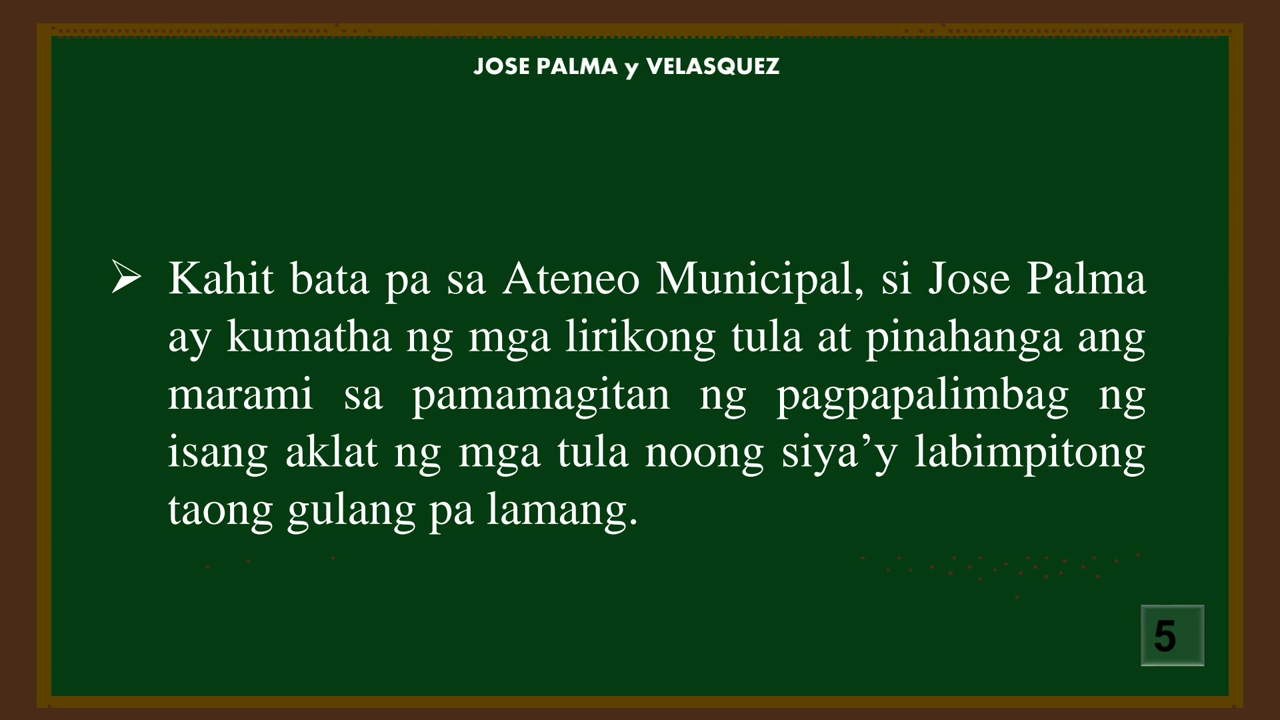 JOSE PALMA y VELASQUEZ
➢ Kahit bata pa sa Ateneo Municipal, si Jose Palma
ay kumatha ng mga lirikong tula at pinahanga ang
marami sa pamamagitan ng pagpapalimbag ng
isang aklat ng mga tula noong siya’y labimpitong
taong gulang pa lamang.
5